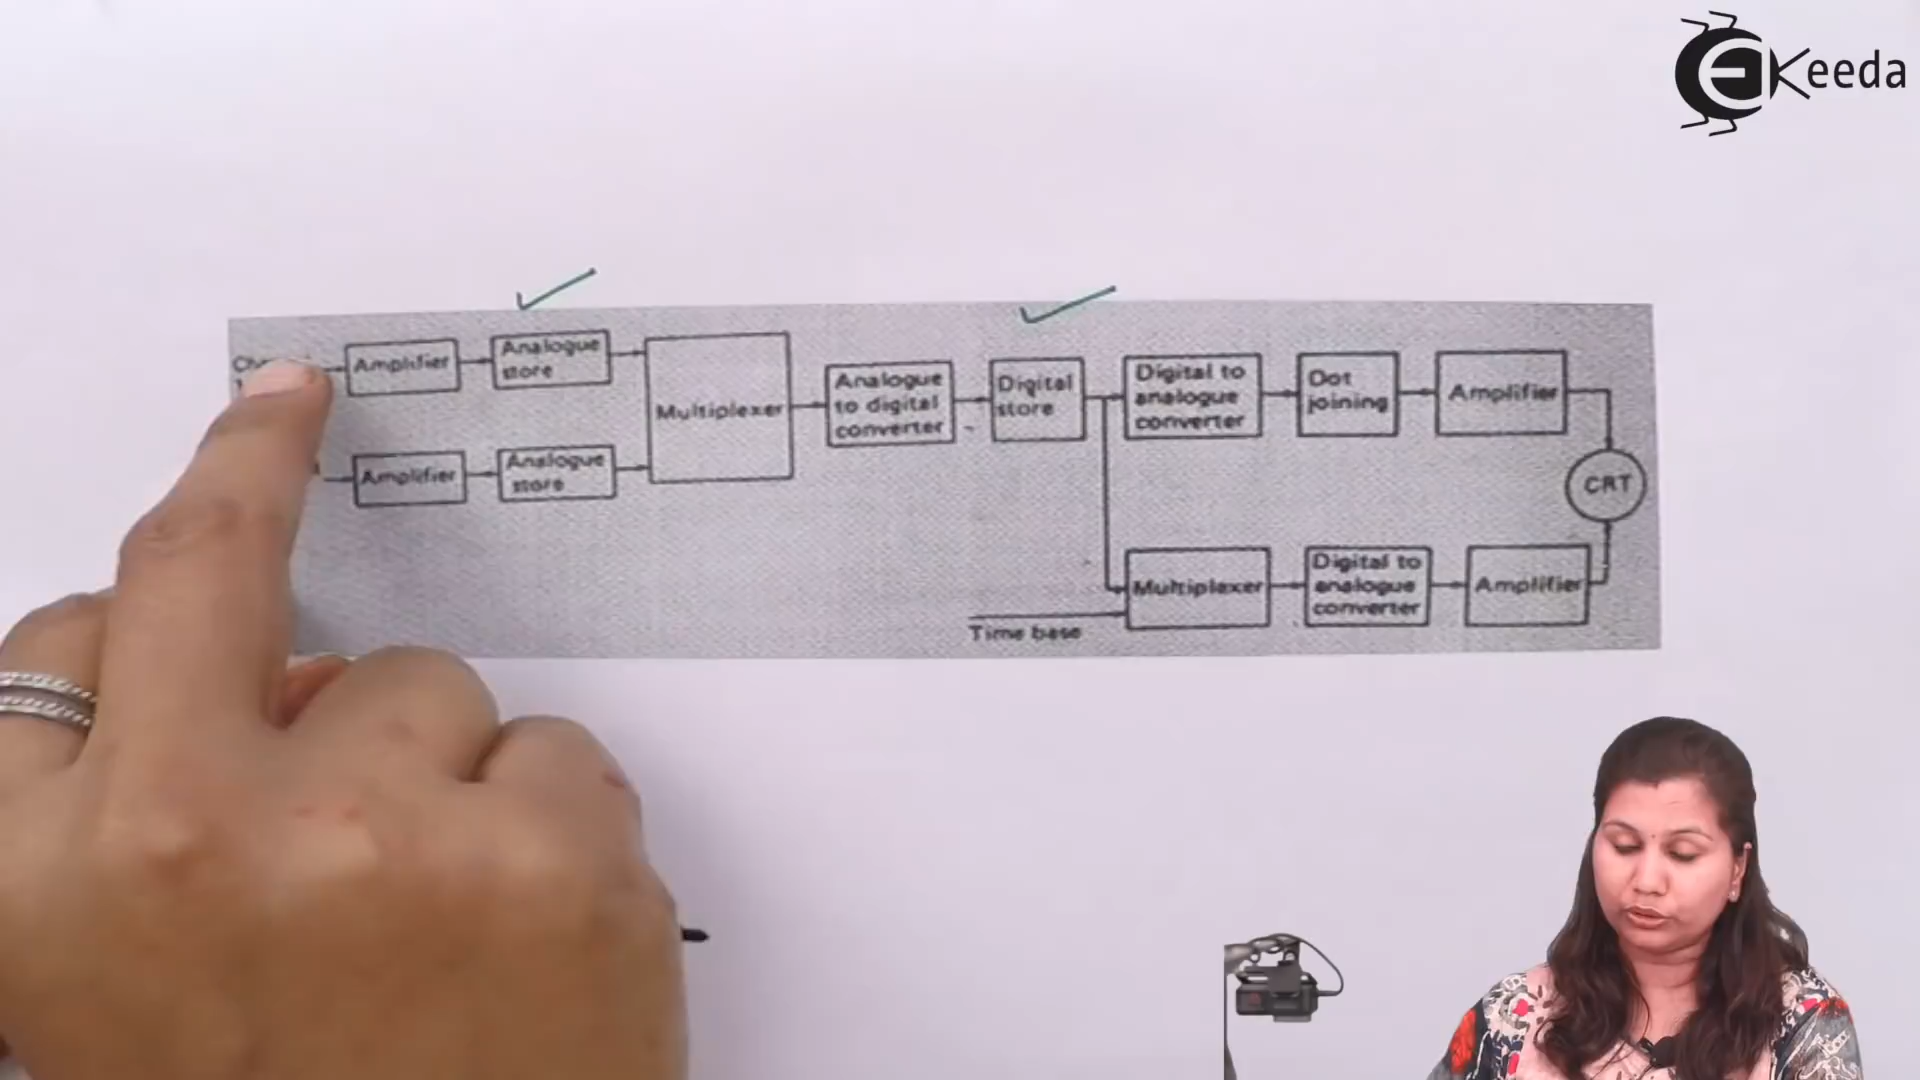 EKeeda
Amplifier
Analogue
store
Multiplexer
Analogue
to digital
converter
Digital
store
Digital to
analogue
converter
Dot
joining
Amplifier
CRT
Amplifier
Analogue
store
Multiplexer
Digital to
analogue
converter
Amplifier
Time base